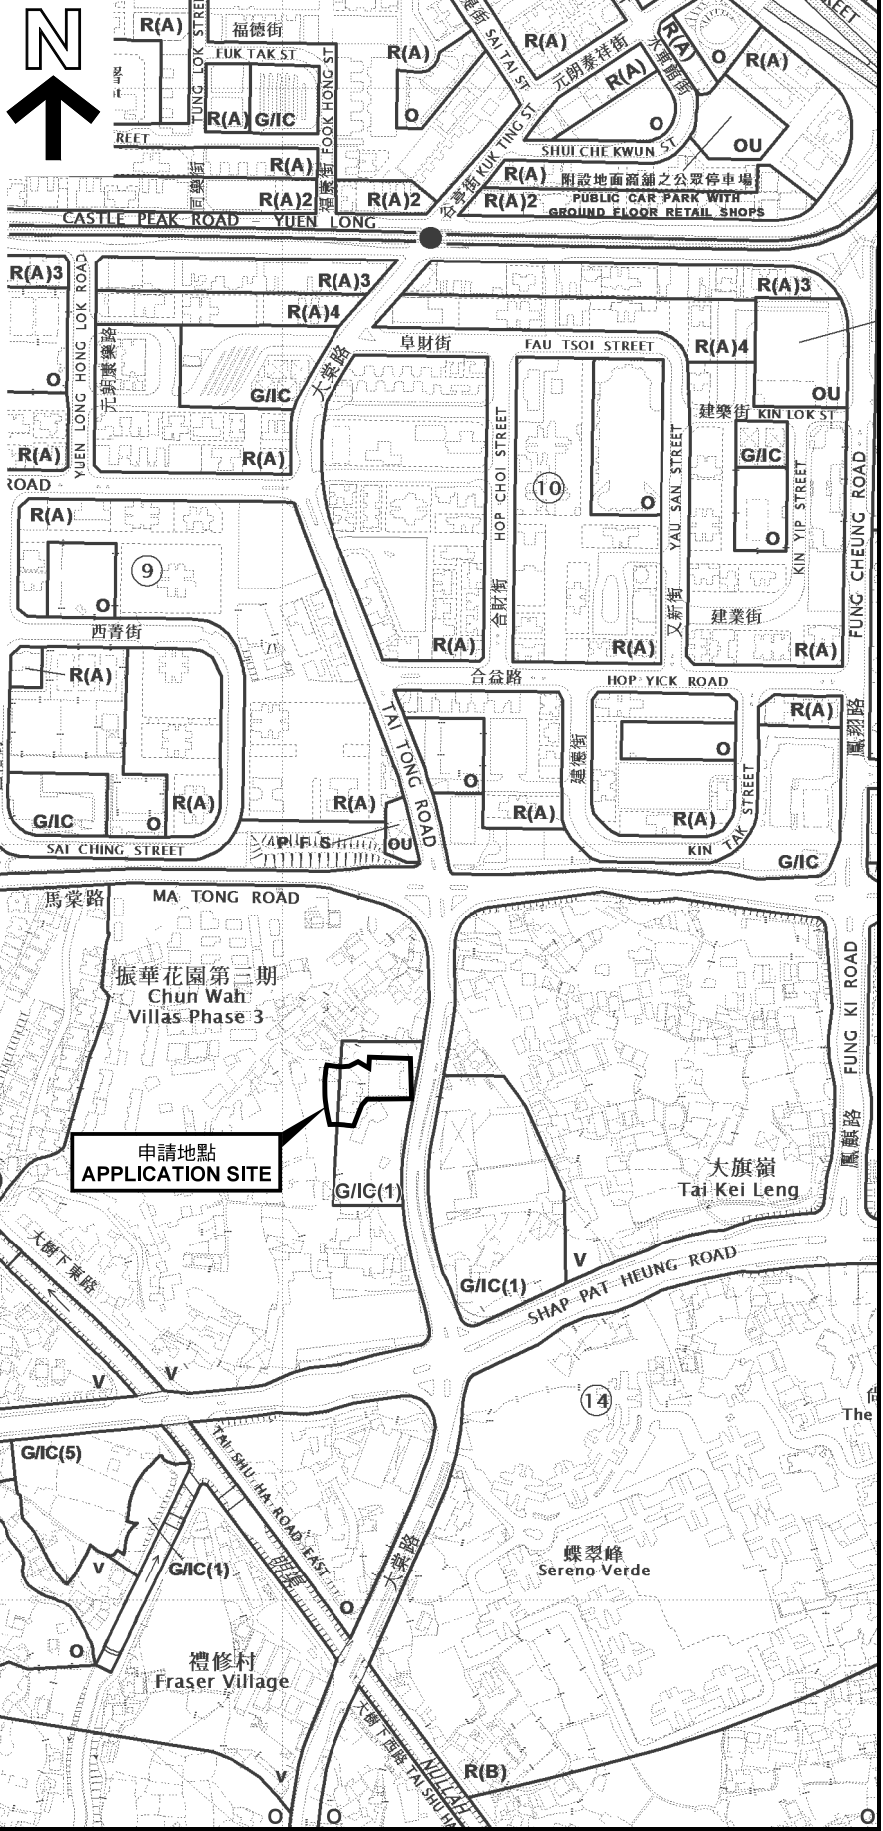 N
R(A)
TUNG LOK STREET
福德街
FUK TAK ST
R(A)
G/IC
FOOK HONG ST
福康街
R(A)
O
SAI TAI ST
R(A)
元朗泰祥街
R(A)
R(A)
O
R(A)
O
SHUI CHE KWUN ST
OU
REET
R(A)
同樂街
R(A)2
R(A)2
谷亭街
KUK TING ST
R(A)
附設地面商舖之公眾停車場
R(A)2
PUBLIC CAR PARK WITH
GROUND FLOOR RETAIL SHOPS
CASTLE PEAK ROAD
YUEN LONG
R(A)3
YUEN LONG HONG LOK ROAD
元朗康樂路
R(A)3
R(A)4
R(A)3
大棠路
阜財街
FAU TSOI STREET
R(A)4
O
G/IC
OU
建樂街
KIN LOK ST
R(A)
R(A)
G/IC
ROAD
HOP CHOI STREET
合財街
10
O
YAU SAN STREET
又新街
KIN YIP STREET
O
FUNG CHEUNG ROAD
鳳翔路
R(A)
9
O
西菁街
建業街
R(A)
R(A)
R(A)
R(A)
合益路
HOP YICK ROAD
TAI TONG ROAD
R(A)
建德街
O
O
R(A)
R(A)
R(A)
R(A)
KIN TAK STREET
G/IC
O
SAI CHING STREET
P F S
OU
G/IC
馬棠路
MA TONG ROAD
振華花園第三期
Chun Wah
Villas Phase 3
FUNG KI ROAD
鳳麒路
申請地點
APPLICATION SITE
G/IC(1)
大旗嶺
Tai Kei Leng
大樹下東路
V
G/IC(1)
SHAP PAT HEUNG ROAD
V
V
14
The
G/IC(5)
TAI SHU HA ROAD EAST
V
G/IC(1)
大棠路
蝶翠峰
Sereno Verde
O
O
禮修村
Fraser Village
大樹下西路
TAI SHU HA
NULLAH
R(B)
V
O
O
O